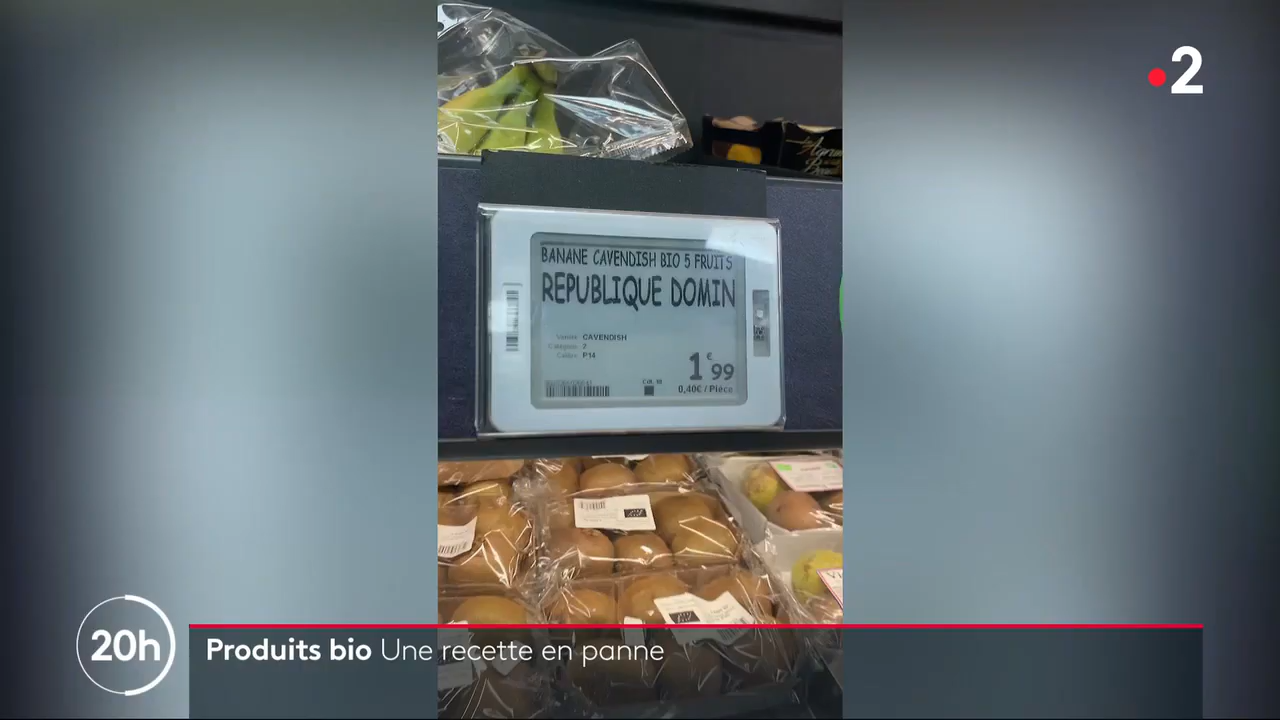 2
BANANE CAVENDISH BIO 5 FRUITS
REPUBLIQUE DOMIN
Variété CAVENDISH
Catégorie 2
Calibre P14
1€99
0,40€ / Pièce
20h
Produits bio Une recette en panne